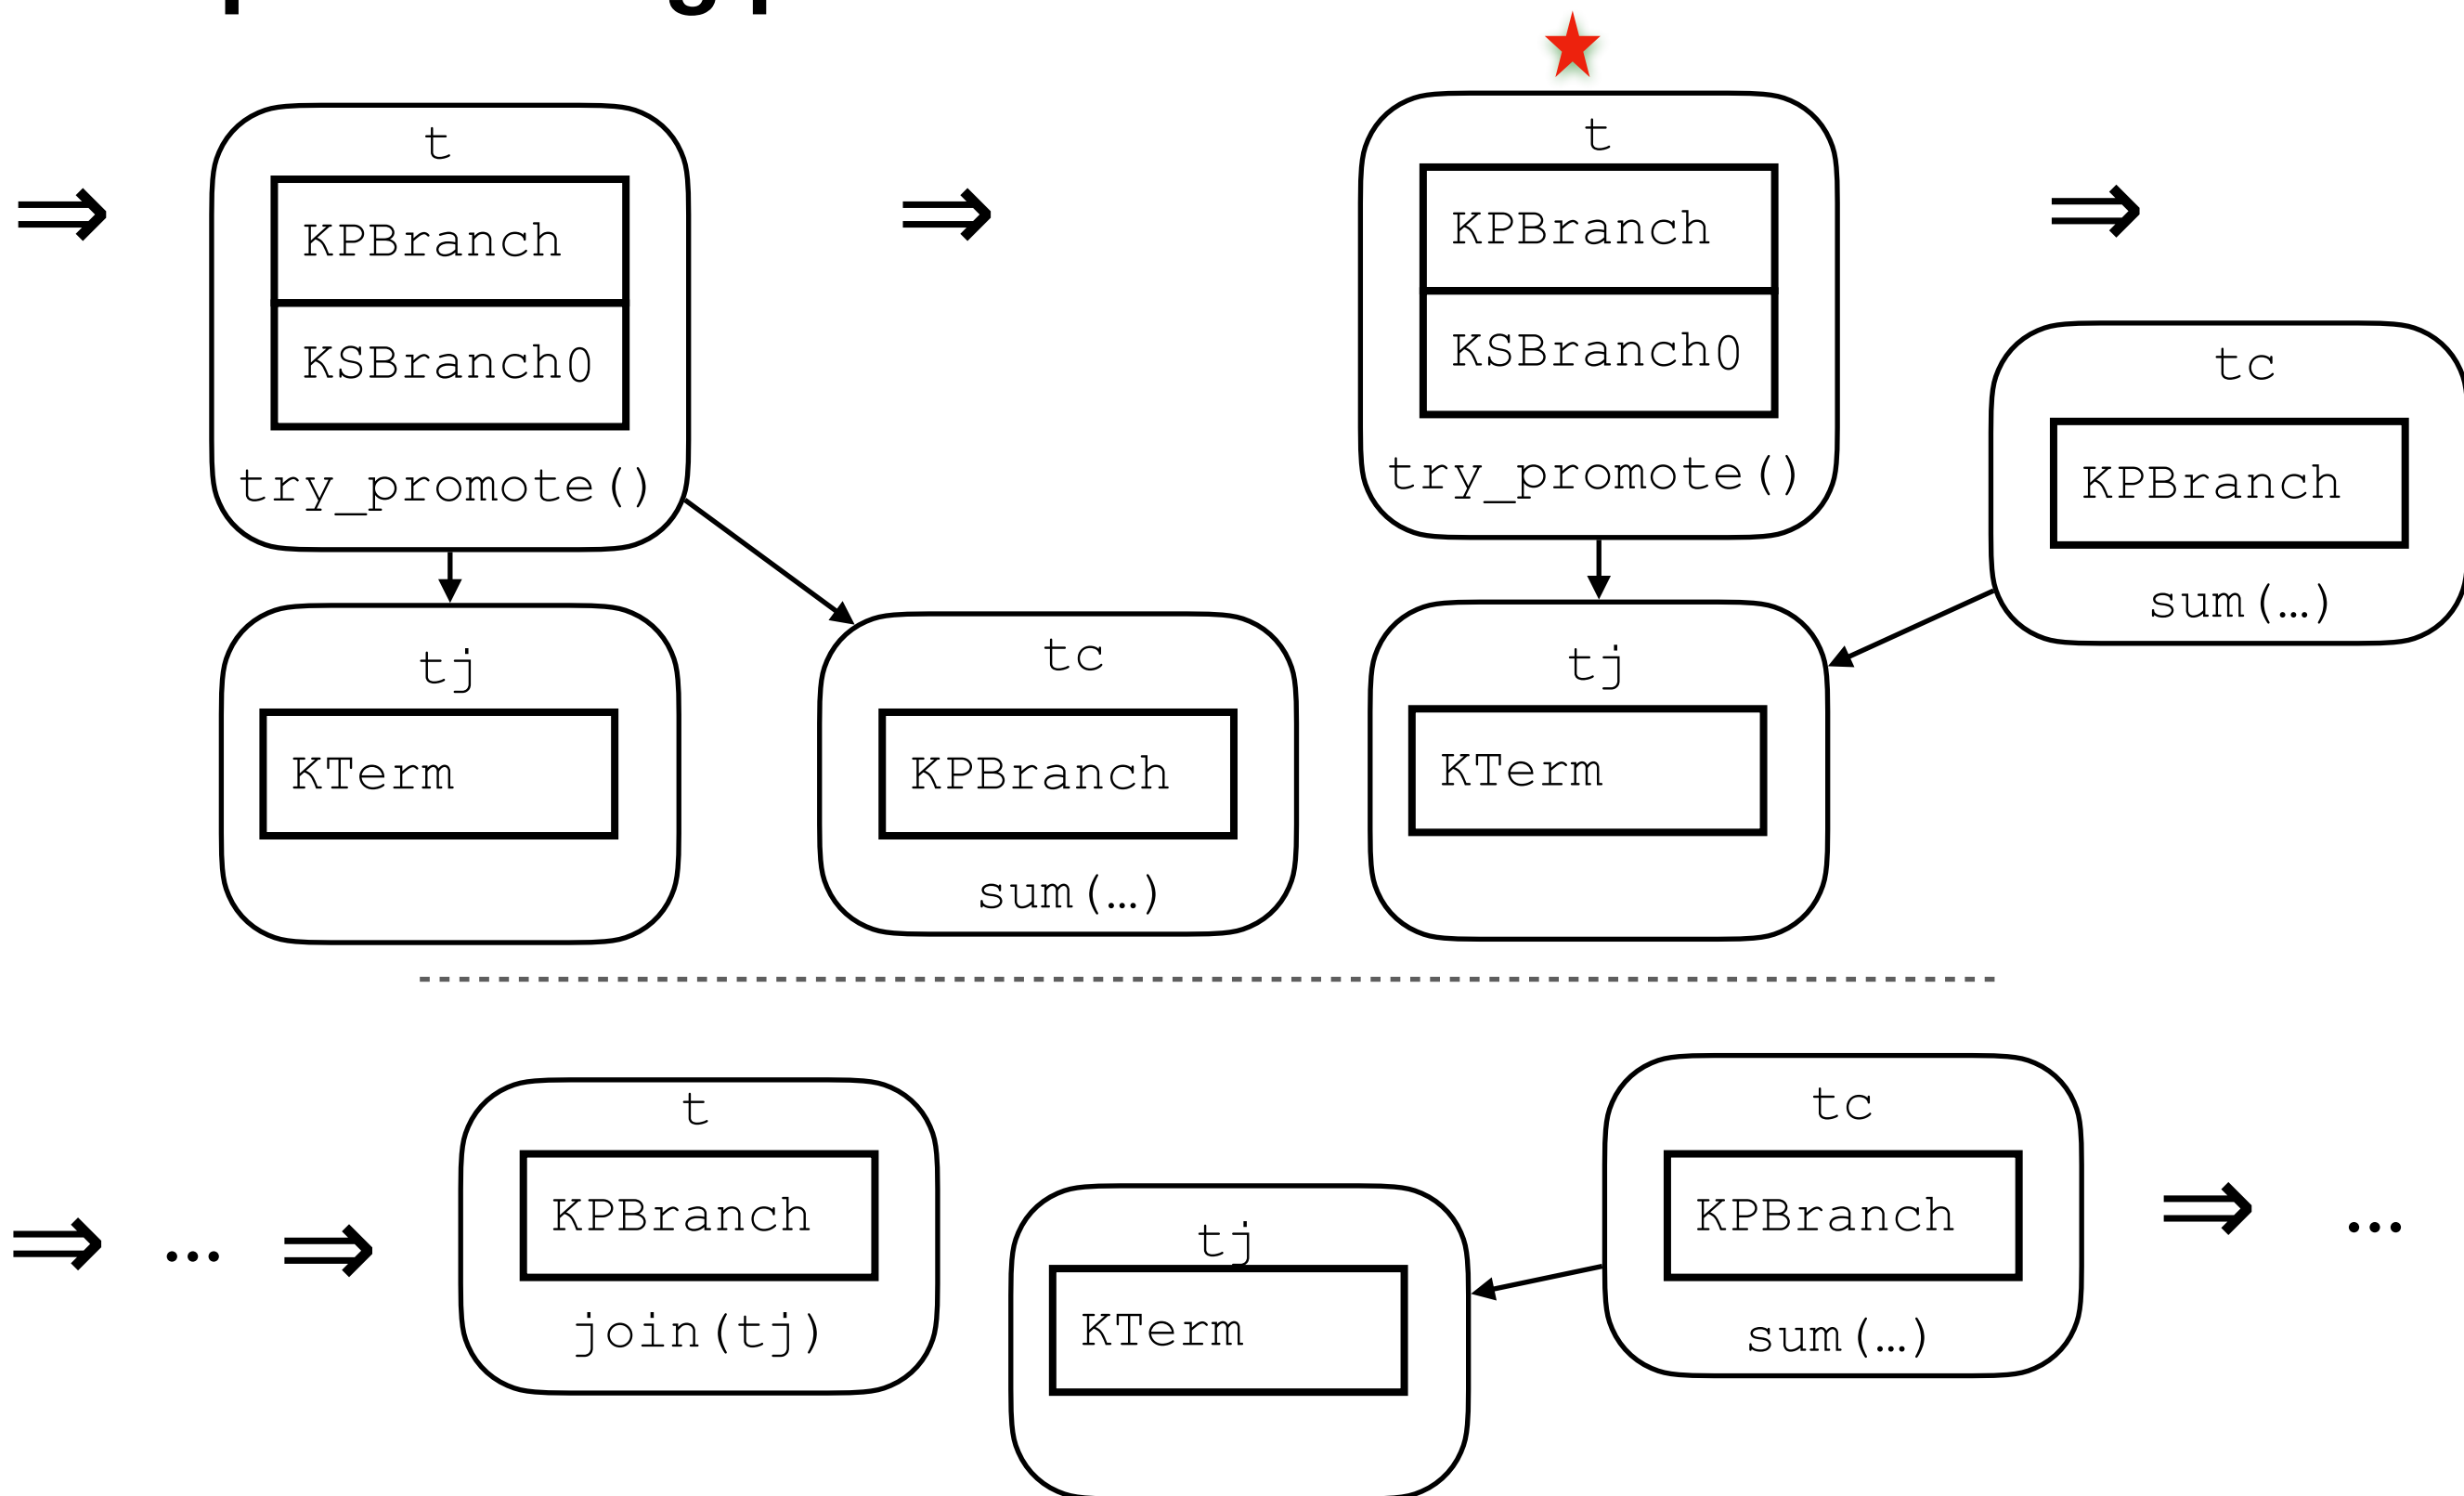 ⇒
t
KPBranch
KSBranch0
try_promote()
tj
KTerm
tc
KPBranch
sum(…)
⇒
t
KPBranch
KSBranch0
try_promote()
tj
KTerm
tc
KPBranch
sum(…)
⇒
⇒ … ⇒
t
KPBranch
join(tj)
tj
KTerm
tc
KPBranch
sum(…)
⇒ …